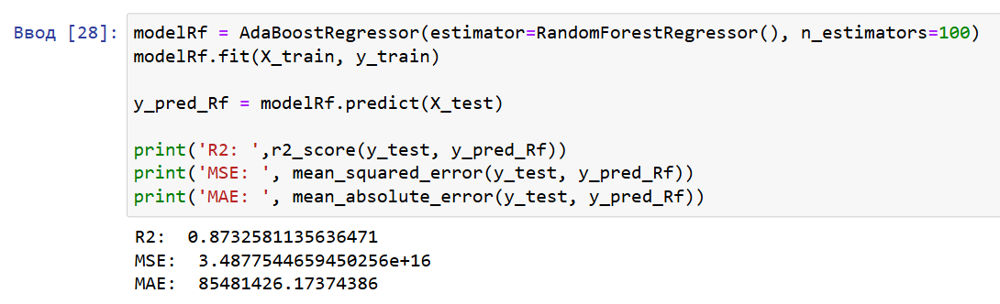 Ввод [28]: modelRf = AdaBoostRegressor(estimator=RandomForestRegressor(), n_estimators=100)
modelRf.fit(X_train, y_train)
y_pred_Rf = modelRf.predict(X_test)
print('R2: ',r2_score(y_test, y_pred_Rf))
print('MSE: ', mean_squared_error(y_test, y_pred_Rf))
print('MAE: ', mean_absolute_error(y_test, y_pred_Rf))
R2:  0.8732581135636471
MSE:  3.4877544659450256e+16
MAE:  85481426.17374386